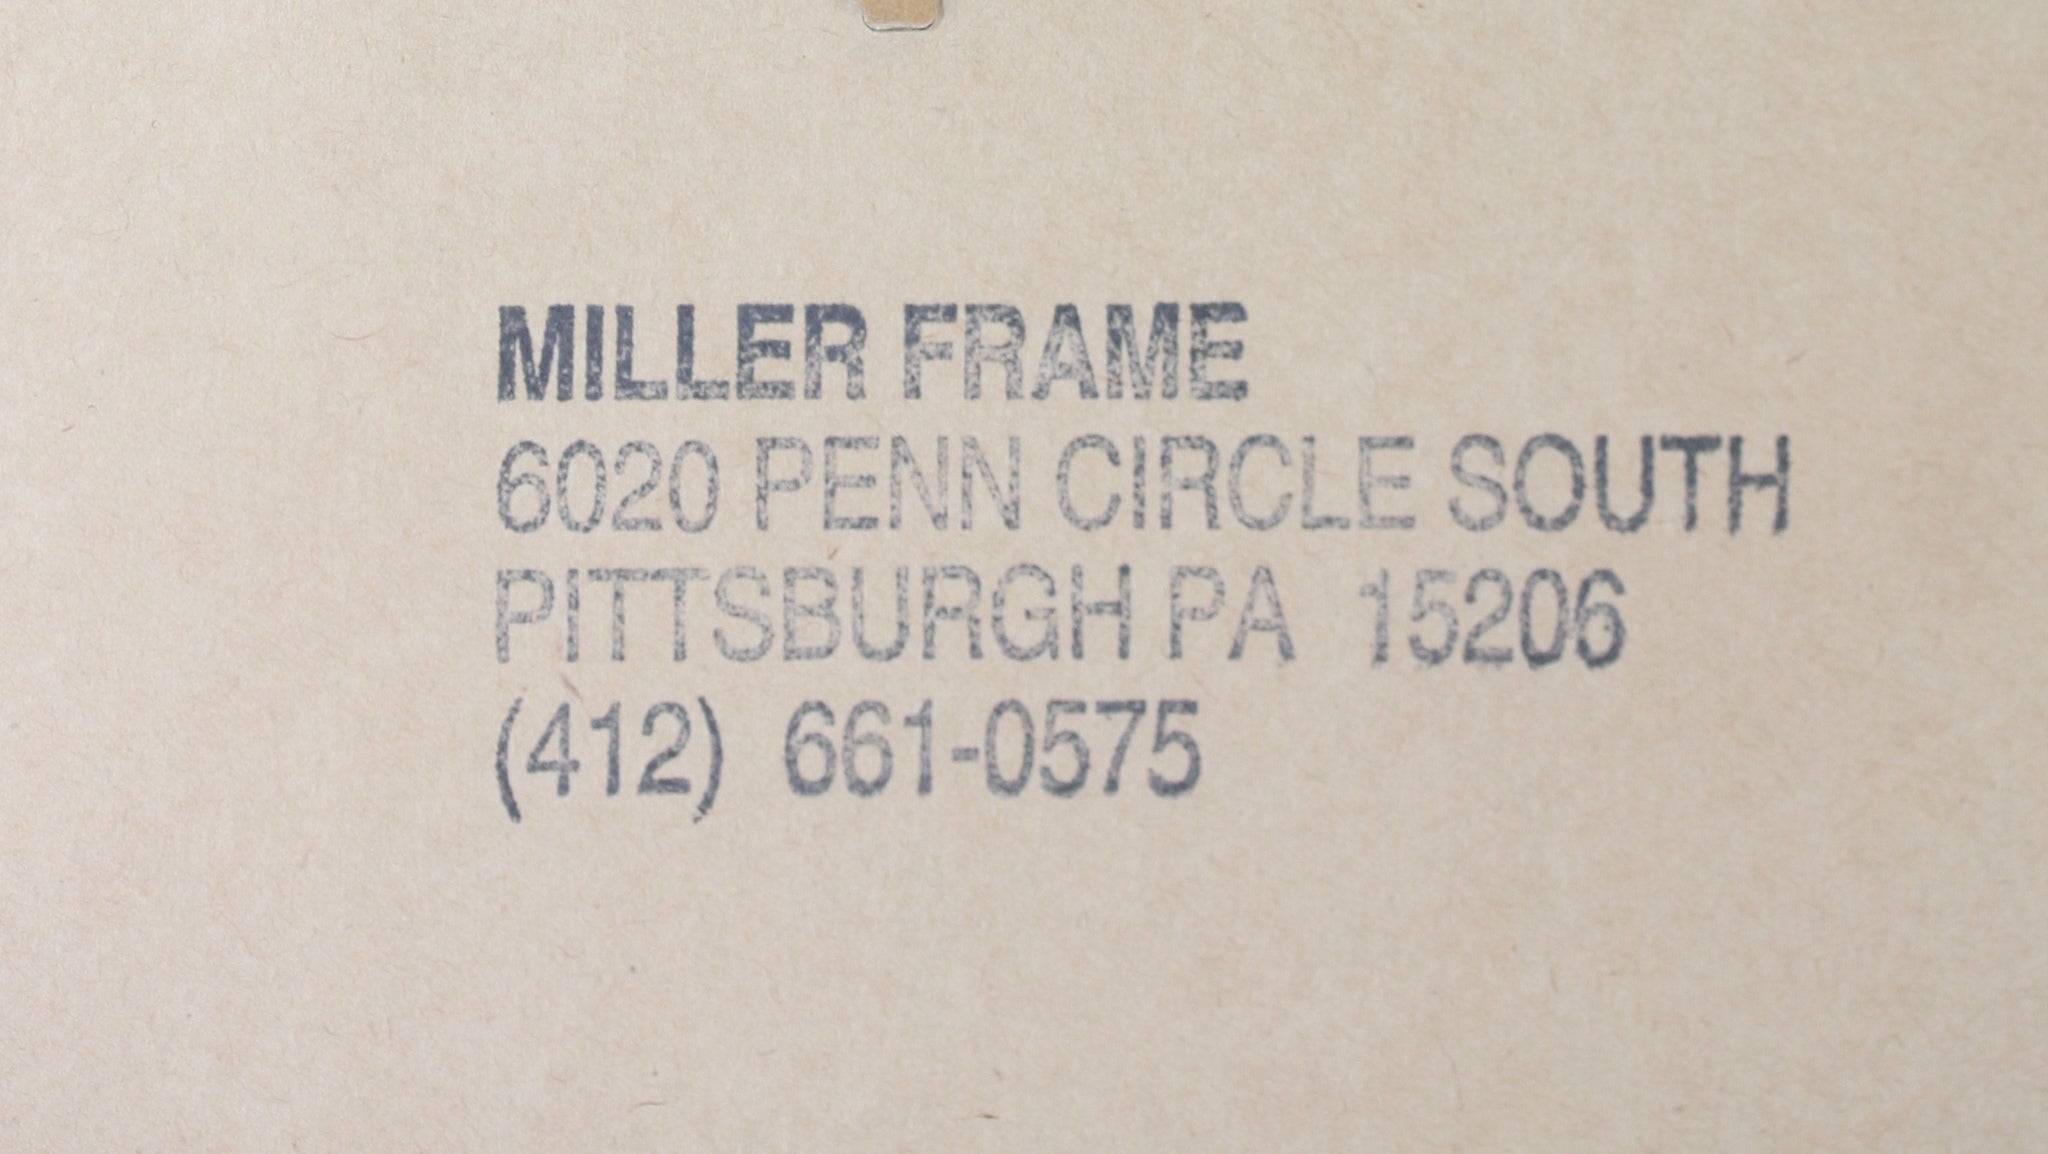 MILLER FRAME
6020 PENN CIRCLE SOUTH
PITTSBURGH PA 15206
(412) 661-0575